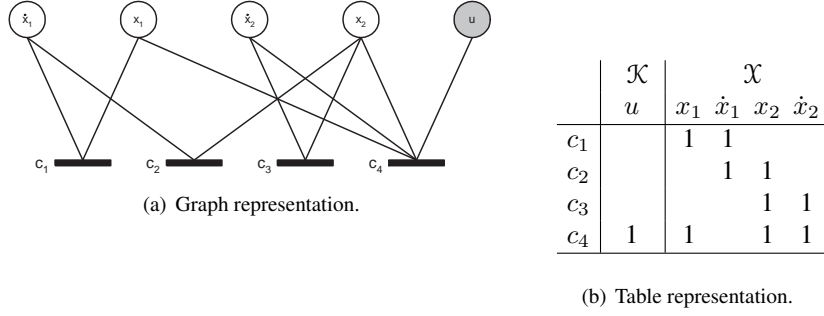 ẋ₁ x₁ ẋ₂ x₂ u
c₁ c₂ c₃ c₄
(a) Graph representation.
𝒦 𝒳
u x₁ ẋ₁ x₂ ẋ₂
c₁ 1 1
c₂ 1 1
c₃ 1 1
c₄ 1 1 1 1
(b) Table representation.